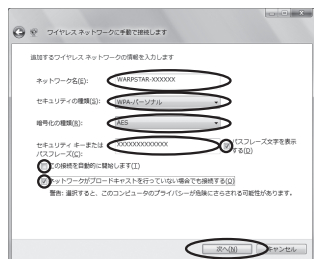 ワイヤレス ネットワークに手動で接続します
追加するワイヤレス ネットワークの情報を入力します
ネットワーク名(E): WARPSTAR-XXXXXX
セキュリティの種類(S): WPA-パーソナル
暗号化の種類(R): AES
セキュリティ キーまたはパスフレーズ(C): XXXXXXXXXXXXX パスフレーズ文字を表示する(D)
この接続を自動的に開始します(T)
ネットワークがブロードキャストを行っていない場合でも接続する(O)
警告: 選択すると、このコンピュータのプライバシーが危険にさらされる可能性があります。
次へ(N) キャンセル